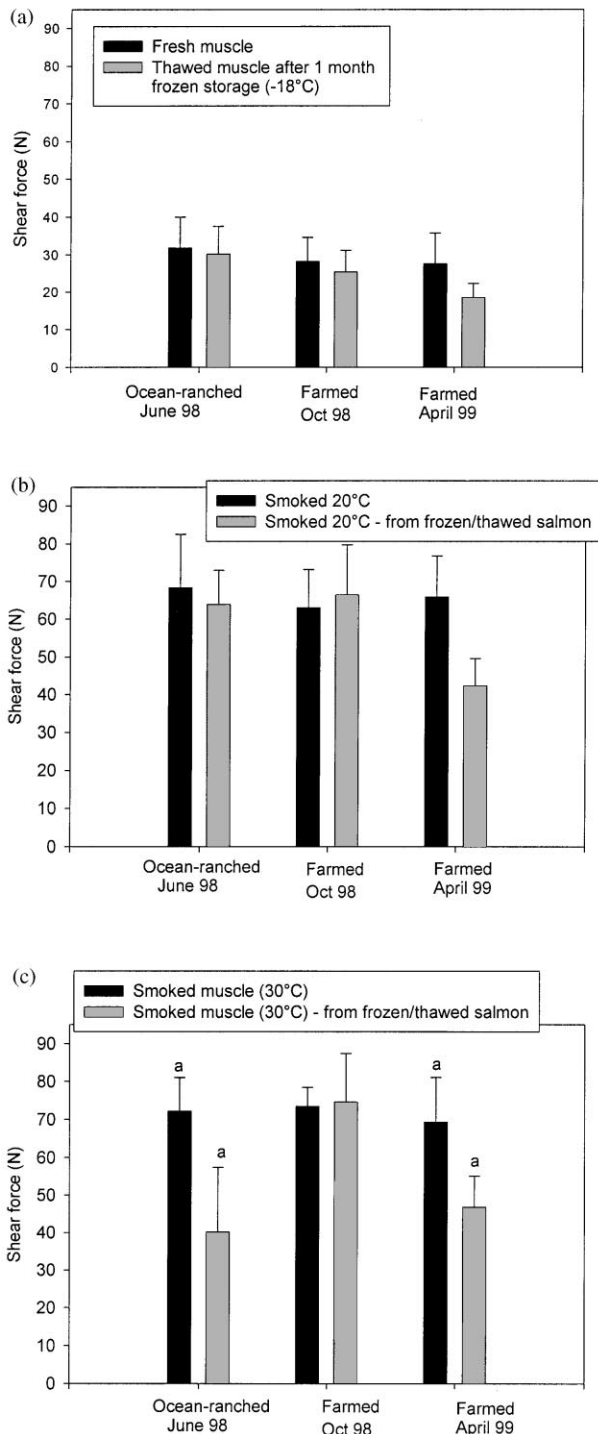 (a)
Fresh muscle
Thawed muscle after 1 month
frozen storage (-18°C)
Shear force (N)
90
80
70
60
50
40
30
20
10
0
Ocean-ranched
June 98
Farmed
Oct 98
Farmed
April 99
(b)
Smoked 20°C
Smoked 20°C - from frozen/thawed salmon
Shear force (N)
90
80
70
60
50
40
30
20
10
0
Ocean-ranched
June 98
Farmed
Oct 98
Farmed
April 99
(c)
Smoked muscle (30°C)
Smoked muscle (30°C) - from frozen/thawed salmon
Shear force (N)
90
80
70
60
50
40
30
20
10
0
a
a
a
a
Ocean-ranched
June 98
Farmed
Oct 98
Farmed
April 99